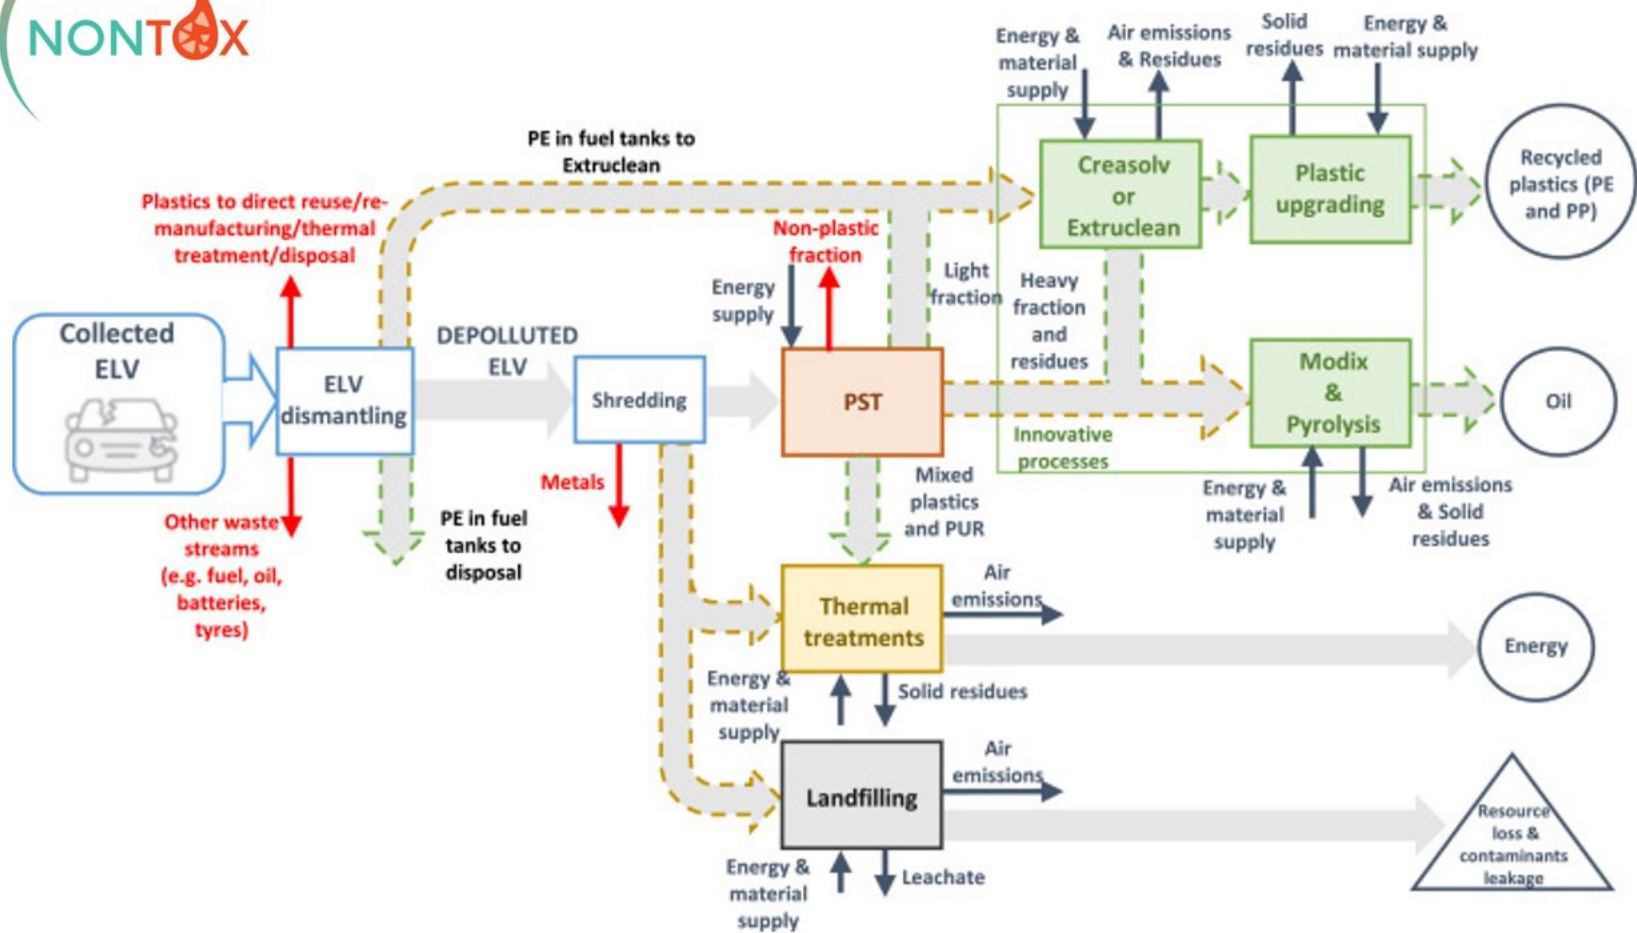 NONTOX
Energy &
material
supply
Air emissions
& Residues
Solid
residues
Energy &
material supply
PE in fuel tanks to
Extruclean
Creasolv
or
Extruclean
Plastic
upgrading
Recycled
plastics (PE
and PP)
Plastics to direct reuse/re-
manufacturing/thermal
treatment/disposal
Non-plastic
fraction
Energy
supply
Light
fraction
Heavy
fraction
and
residues
Collected
ELV
ELV
dismantling
DEPOLLUTED
ELV
Shredding
PST
Modix
&
Pyrolysis
Oil
Innovative
processes
Metals
Mixed
plastics
and PUR
Energy &
material
supply
Air emissions
& Solid
residues
Other waste
streams
(e.g. fuel, oil,
batteries,
tyres)
PE in fuel
tanks to
disposal
Thermal
treatments
Air
emissions
Energy
Energy &
material
supply
Solid residues
Landfilling
Air
emissions
Resource
loss &
contaminants
leakage
Energy &
material
supply
Leachate